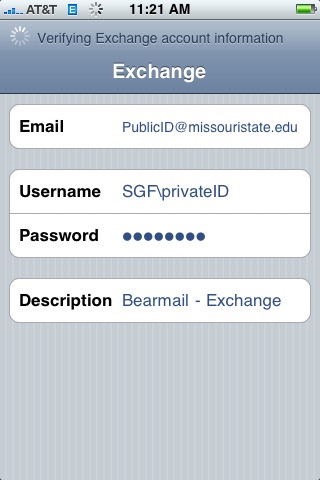 AT&T E 11:21 AM
Verifying Exchange account information
Exchange
Email PublicID@missouristate.edu
Username SGF\privateID
Password ●●●●●●●●
Description Bearmail - Exchange